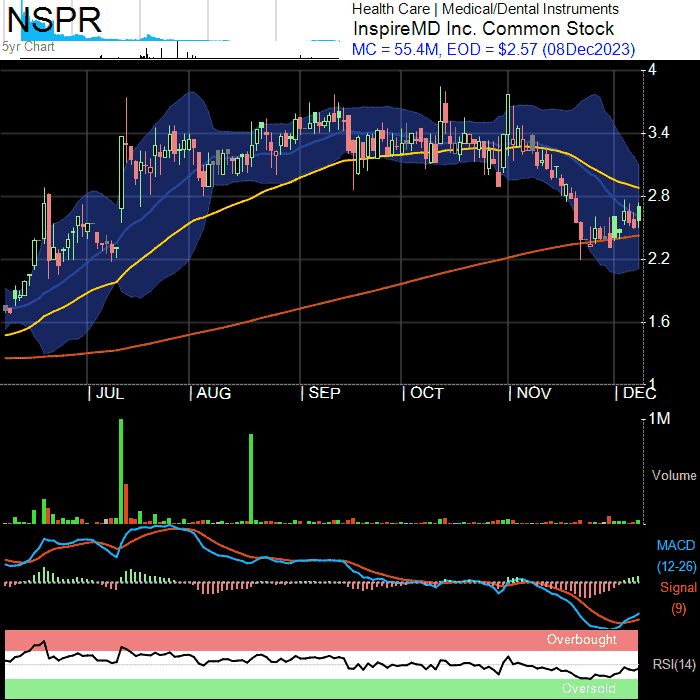 NSPR
5yr Chart
Health Care | Medical/Dental Instruments
InspireMD Inc. Common Stock
MC = 55.4M, EOD = $2.57 (08Dec2023)
4
3.4
2.8
2.2
1.6
1
JUL AUG SEP OCT NOV DEC
1M
Volume
MACD
(12-26)
Signal
(9)
Overbought
RSI(14)
Oversold